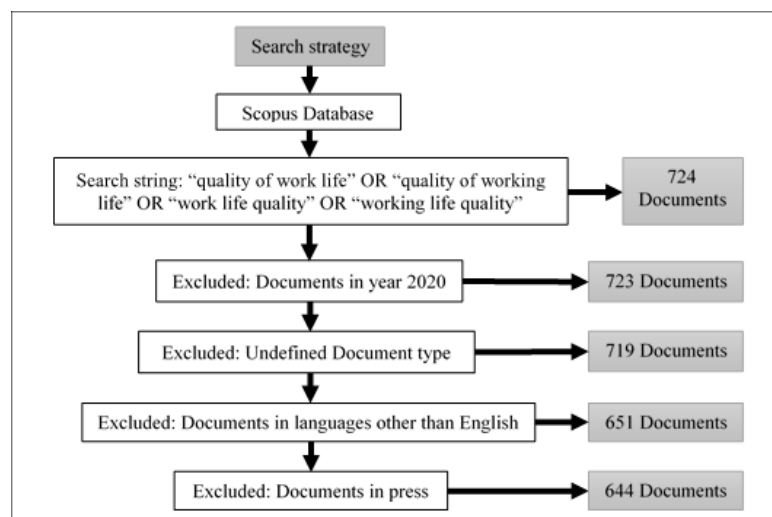 Search strategy
Scopus Database
Search string: “quality of work life” OR “quality of working
life” OR “work life quality” OR “working life quality”
724
Documents
Excluded: Documents in year 2020
723 Documents
Excluded: Undefined Document type
719 Documents
Excluded: Documents in languages other than English
651 Documents
Excluded: Documents in press
644 Documents